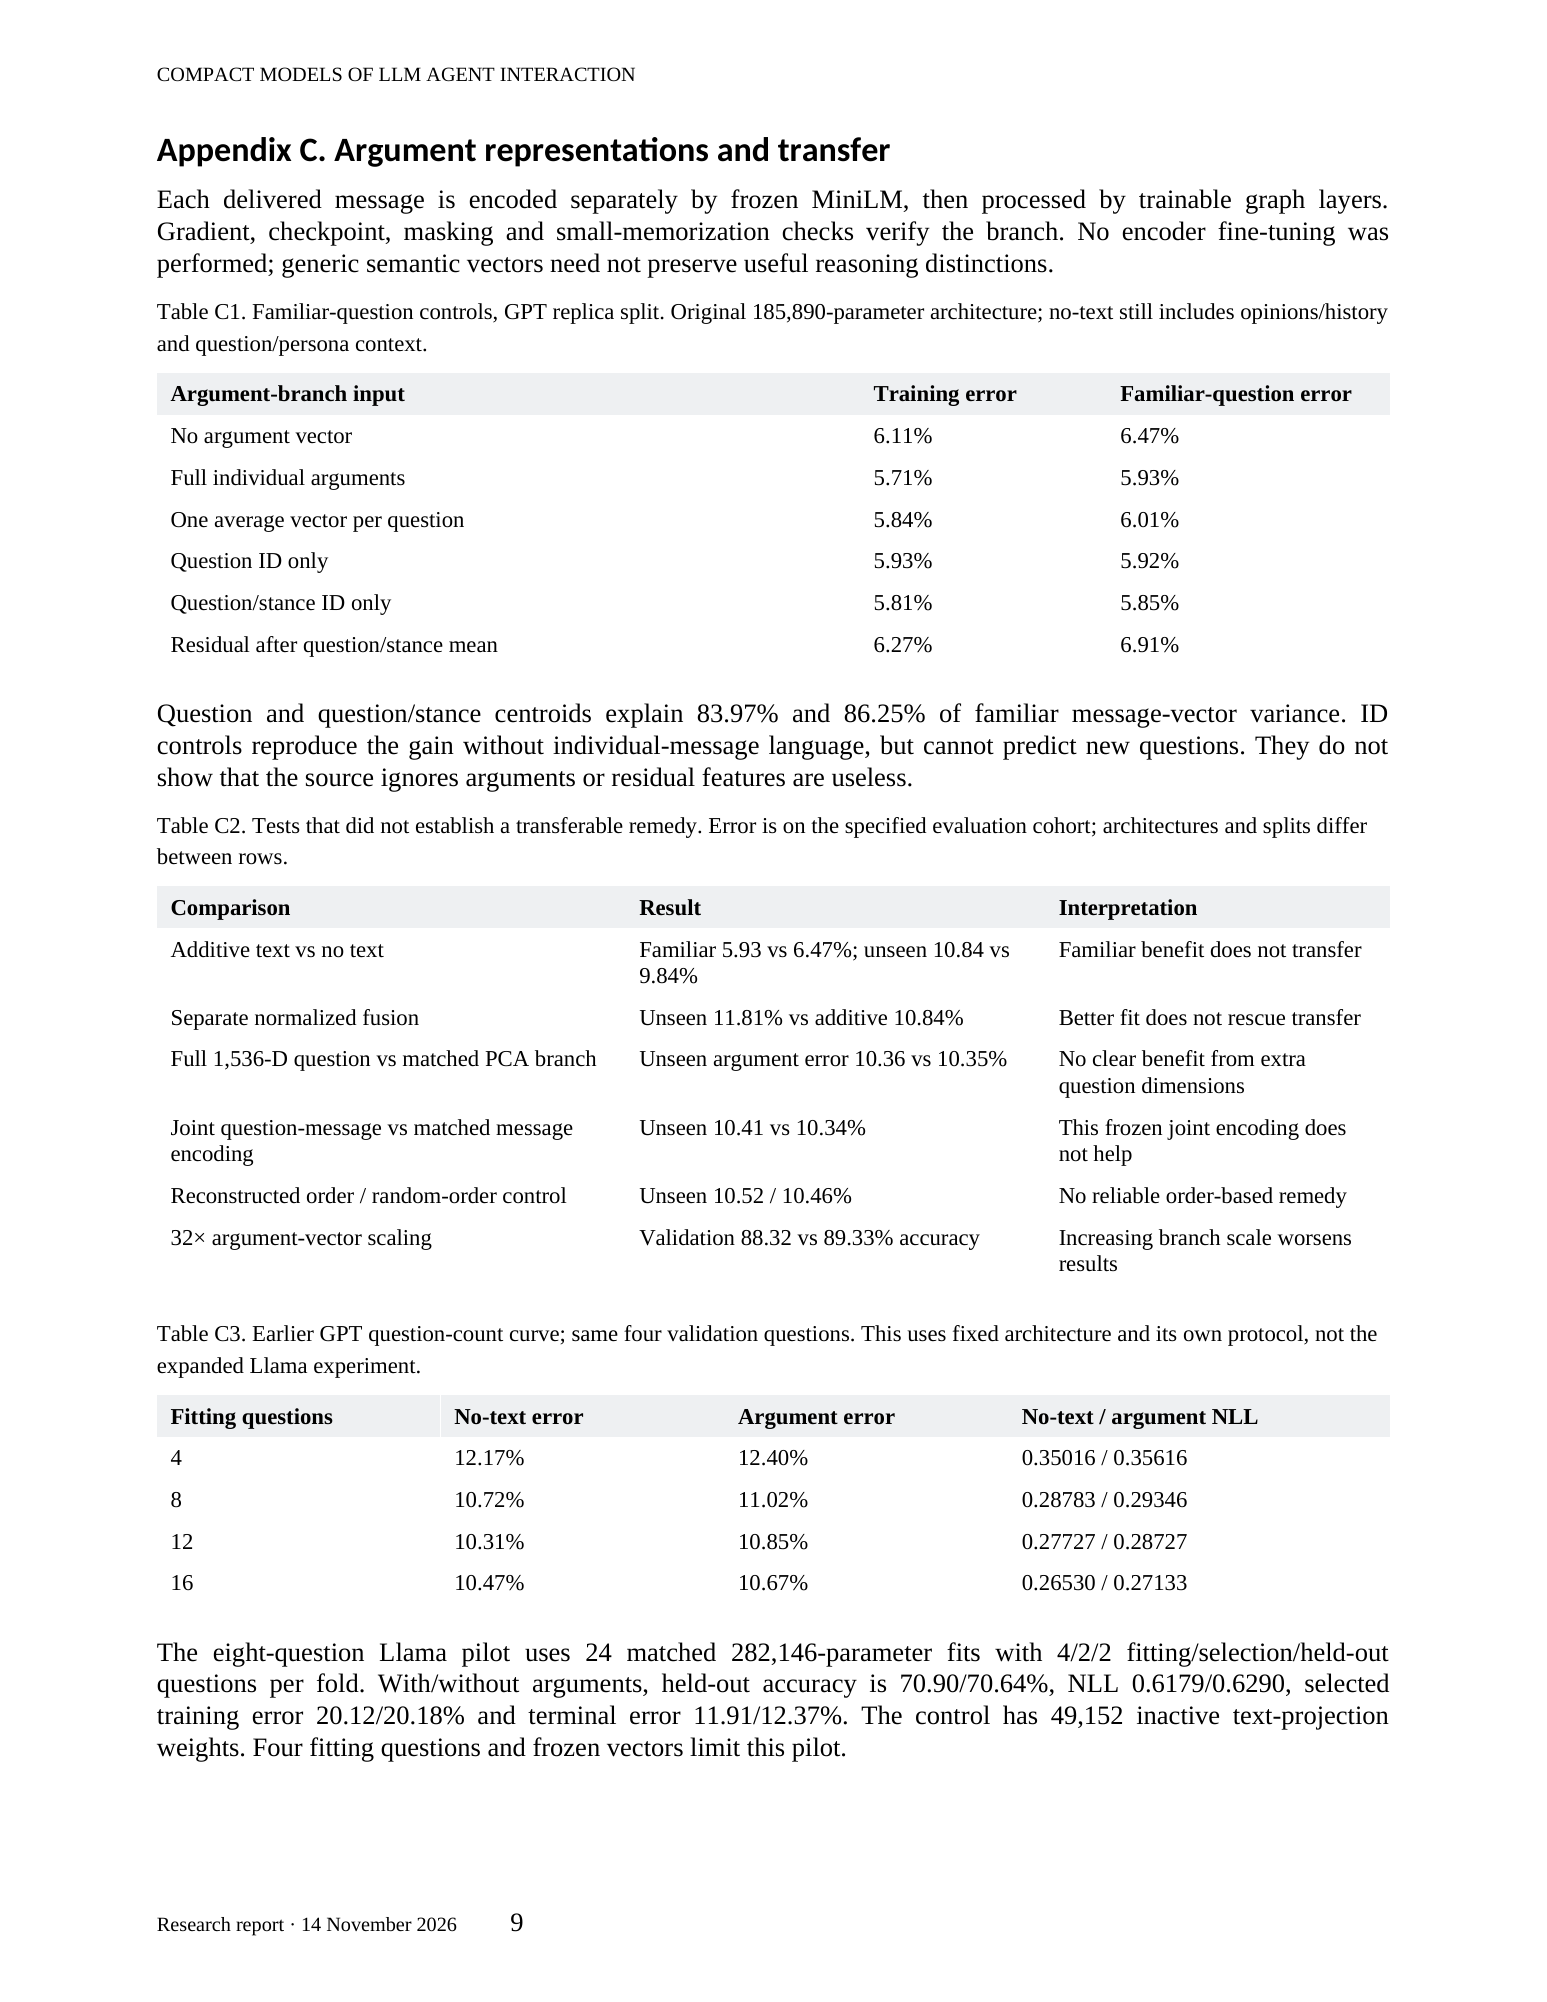 COMPACT MODELS OF LLM AGENT INTERACTION
Appendix C. Argument representations and transfer
Each delivered message is encoded separately by frozen MiniLM, then processed by trainable graph layers.
Gradient, checkpoint, masking and small-memorization checks verify the branch. No encoder fine-tuning was
performed; generic semantic vectors need not preserve useful reasoning distinctions.
Table C1. Familiar-question controls, GPT replica split. Original 185,890-parameter architecture; no-text still includes opinions/history
and question/persona context.
Argument-branch input Training error Familiar-question error
No argument vector 6.11% 6.47%
Full individual arguments 5.71% 5.93%
One average vector per question 5.84% 6.01%
Question ID only 5.93% 5.92%
Question/stance ID only 5.81% 5.85%
Residual after question/stance mean 6.27% 6.91%
Question and question/stance centroids explain 83.97% and 86.25% of familiar message-vector variance. ID
controls reproduce the gain without individual-message language, but cannot predict new questions. They do not
show that the source ignores arguments or residual features are useless.
Table C2. Tests that did not establish a transferable remedy. Error is on the specified evaluation cohort; architectures and splits differ
between rows.
Comparison Result Interpretation
Additive text vs no text Familiar 5.93 vs 6.47%; unseen 10.84 vs Familiar benefit does not transfer
9.84%
Separate normalized fusion Unseen 11.81% vs additive 10.84% Better fit does not rescue transfer
Full 1,536-D question vs matched PCA branch Unseen argument error 10.36 vs 10.35% No clear benefit from extra
question dimensions
Joint question-message vs matched message Unseen 10.41 vs 10.34% This frozen joint encoding does
encoding not help
Reconstructed order / random-order control Unseen 10.52 / 10.46% No reliable order-based remedy
32× argument-vector scaling Validation 88.32 vs 89.33% accuracy Increasing branch scale worsens
results
Table C3. Earlier GPT question-count curve; same four validation questions. This uses fixed architecture and its own protocol, not the
expanded Llama experiment.
Fitting questions No-text error Argument error No-text / argument NLL
4 12.17% 12.40% 0.35016 / 0.35616
8 10.72% 11.02% 0.28783 / 0.29346
12 10.31% 10.85% 0.27727 / 0.28727
16 10.47% 10.67% 0.26530 / 0.27133
The eight-question Llama pilot uses 24 matched 282,146-parameter fits with 4/2/2 fitting/selection/held-out
questions per fold. With/without arguments, held-out accuracy is 70.90/70.64%, NLL 0.6179/0.6290, selected
training error 20.12/20.18% and terminal error 11.91/12.37%. The control has 49,152 inactive text-projection
weights. Four fitting questions and frozen vectors limit this pilot.
Research report · 14 November 2026 9